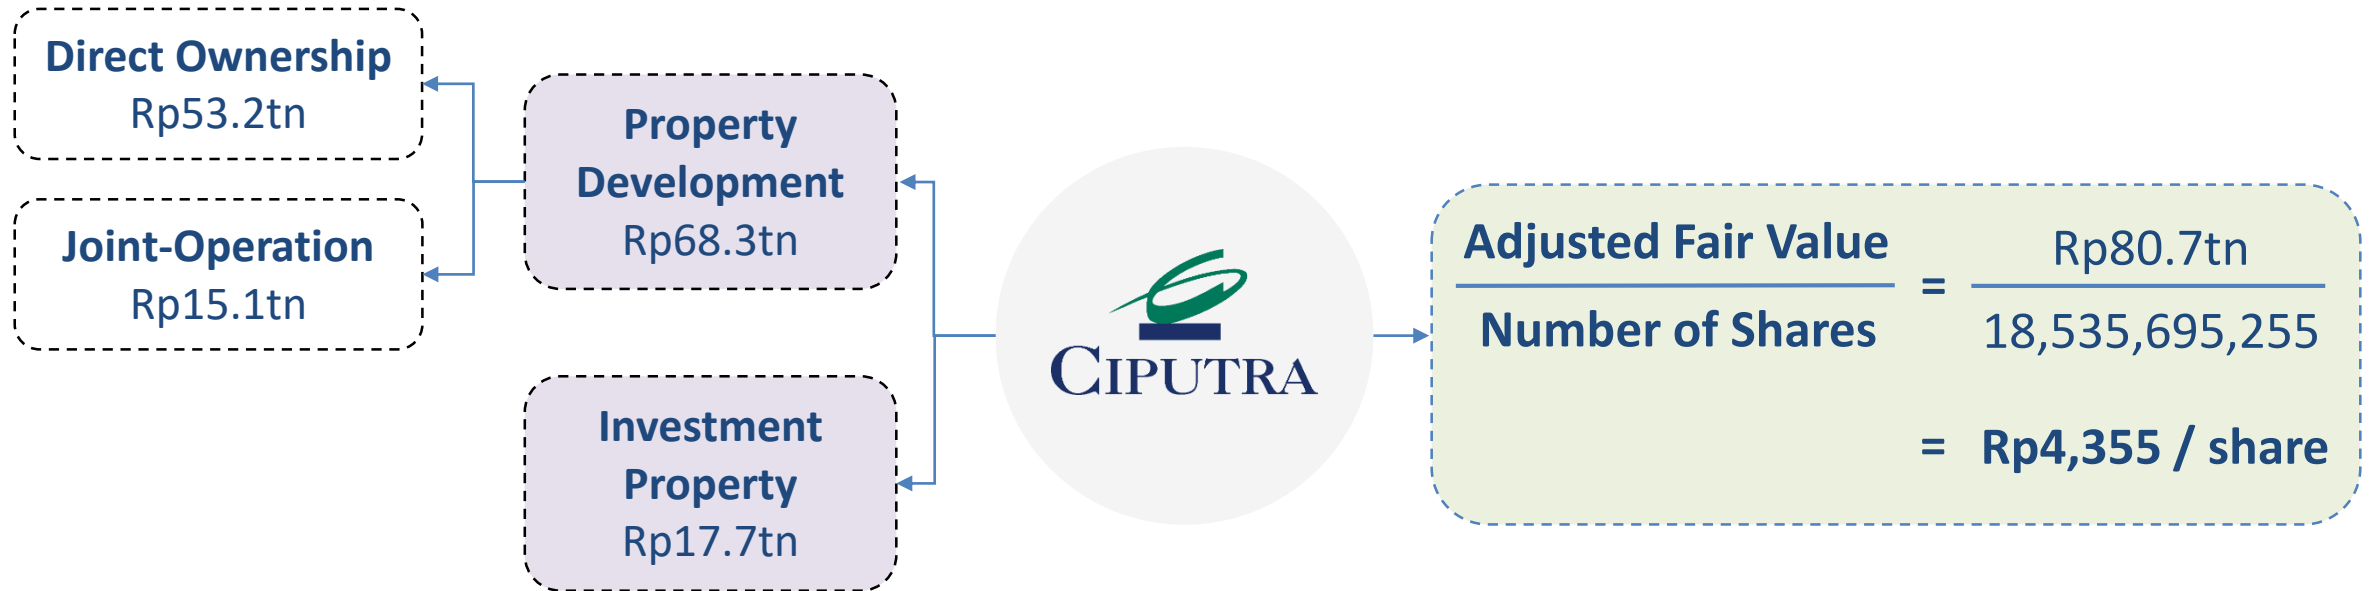 Direct Ownership
Rp53.2tn
Joint-Operation
Rp15.1tn
Property
Development
Rp68.3tn
Investment
Property
Rp17.7tn
CIPUTRA
Adjusted Fair Value
Number of Shares
=
Rp80.7tn
18,535,695,255
= Rp4,355 / share